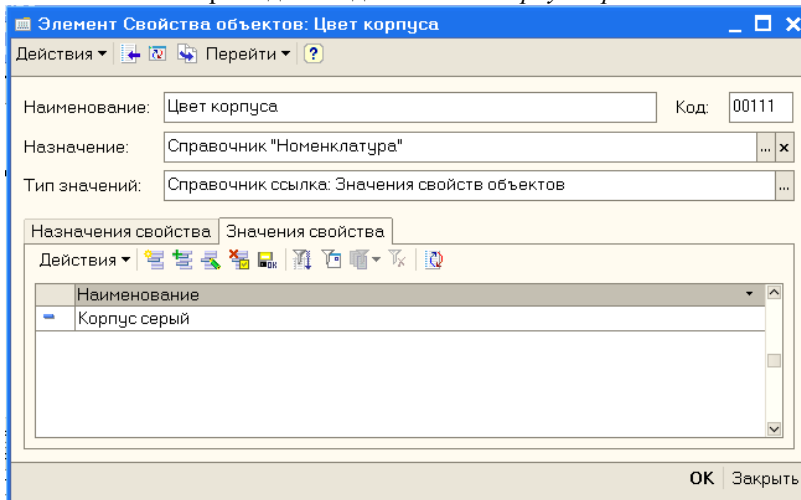 Элемент Свойства объектов: Цвет корпуса
Действия Перейти ?
Наименование: Цвет корпуса Код: 00111
Назначение: Справочник "Номенклатура" ... x
Тип значений: Справочник ссылка: Значения свойств объектов ...
Назначения свойства Значения свойства
Действия
Наименование
Корпус серый
OK Закрыть